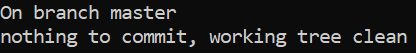 On branch master
nothing to commit, working tree clean